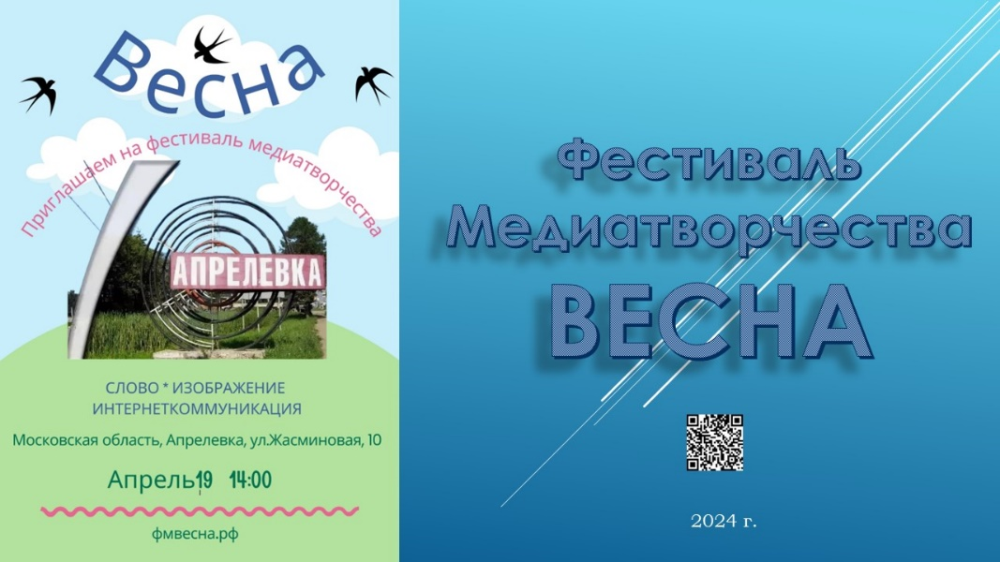 Весна
Приглашаем на фестиваль медиатворчества
АПРЕЛЕВКА
СЛОВО * ИЗОБРАЖЕНИЕ
ИНТЕРНЕТКОММУНИКАЦИЯ
Московская область, Апрелевка, ул.Жасминовая, 10
Апрель19 14:00
фмвесна.рф
Фестиваль
Медиатворчества
ВЕСНА
2024 г.